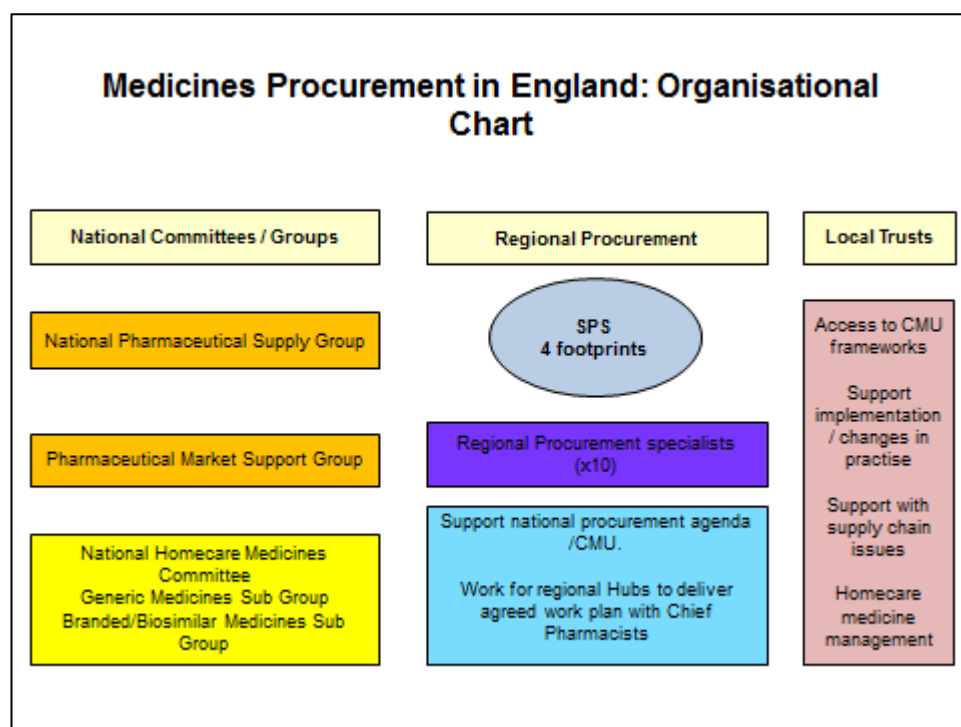 Medicines Procurement in England: Organisational
Chart
National Committees / Groups
Regional Procurement
Local Trusts
National Pharmaceutical Supply Group
SPS
4 footprints
Pharmaceutical Market Support Group
Regional Procurement specialists
(x10)
National Homecare Medicines
Committee
Generic Medicines Sub Group
Branded/Biosimilar Medicines Sub
Group
Support national procurement agenda
/CMU.
Work for regional Hubs to deliver
agreed work plan with Chief
Pharmacists
Access to CMU
frameworks
Support
implementation
/ changes in
practise
Support with
supply chain
issues
Homecare
medicine
management